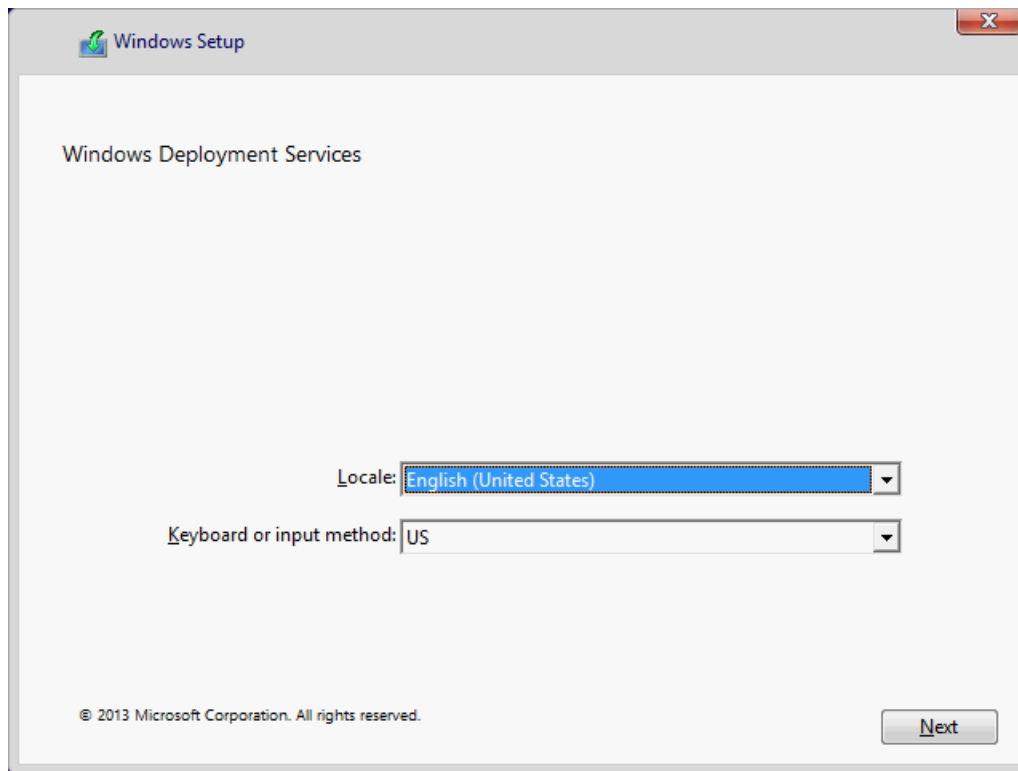 Windows Setup
Windows Deployment Services
Locale: English (United States)
Keyboard or input method: US
© 2013 Microsoft Corporation. All rights reserved.
Next